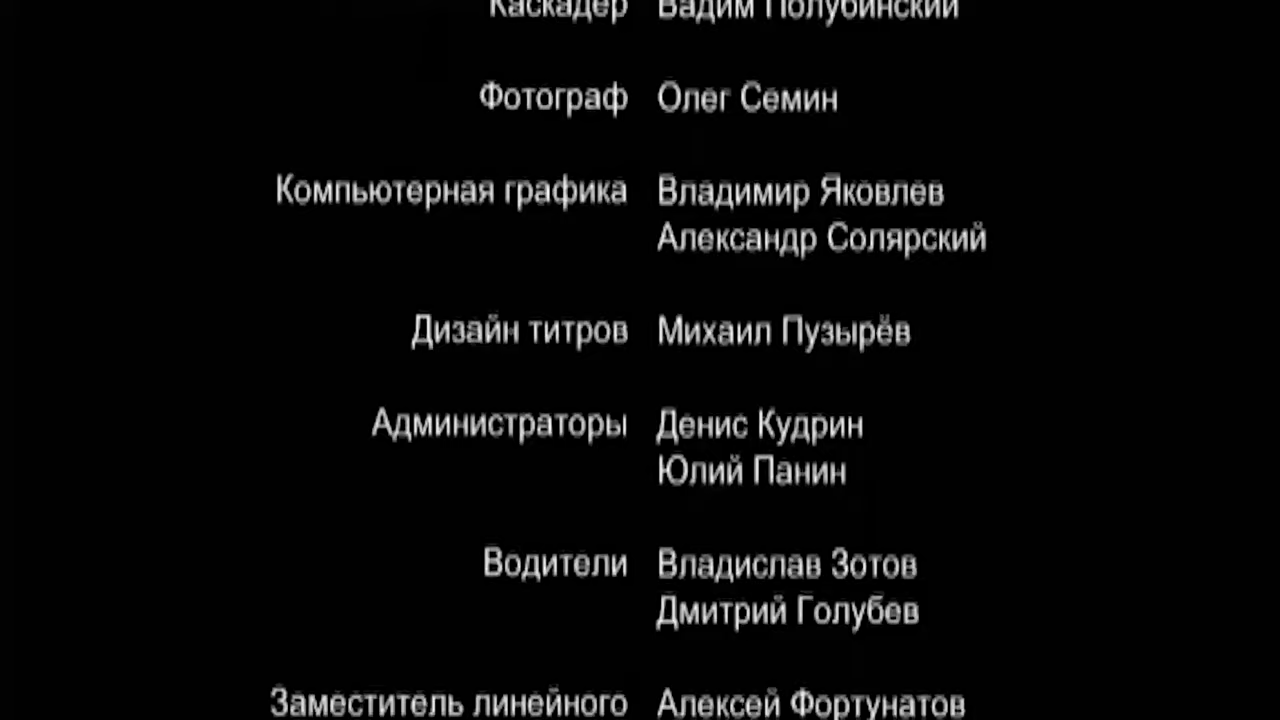 Каскадер Вадим Полубинский
Фотограф Олег Семин
Компьютерная графика Владимир Яковлев
Александр Солярский
Дизайн титров Михаил Пузырёв
Администраторы Денис Кудрин
Юлий Панин
Водители Владислав Зотов
Дмитрий Голубев
Заместитель линейного Алексей Фортунатов